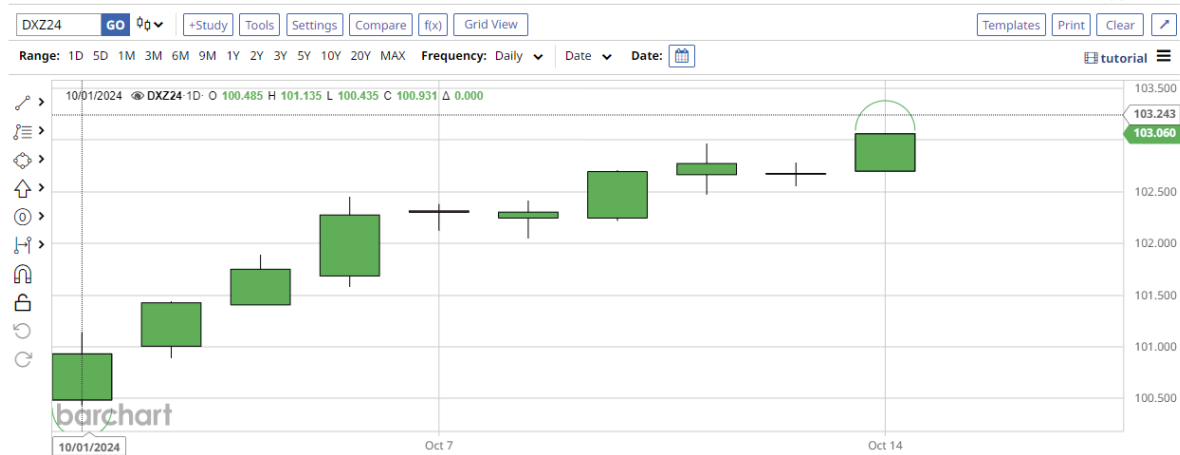 DXZ24 GO +Study Tools Settings Compare f(x) Grid View Templates Print Clear
Range: 1D 5D 1M 3M 6M 9M 1Y 2Y 3Y 5Y 10Y 20Y MAX Frequency: Daily Date Date: tutorial
10/01/2024 DXZ24·1D· O 100.485 H 101.135 L 100.435 C 100.931 Δ 0.000
103.500
103.243
103.060
102.500
102.000
101.500
101.000
100.500
barchart
10/01/2024 Oct 7 Oct 14